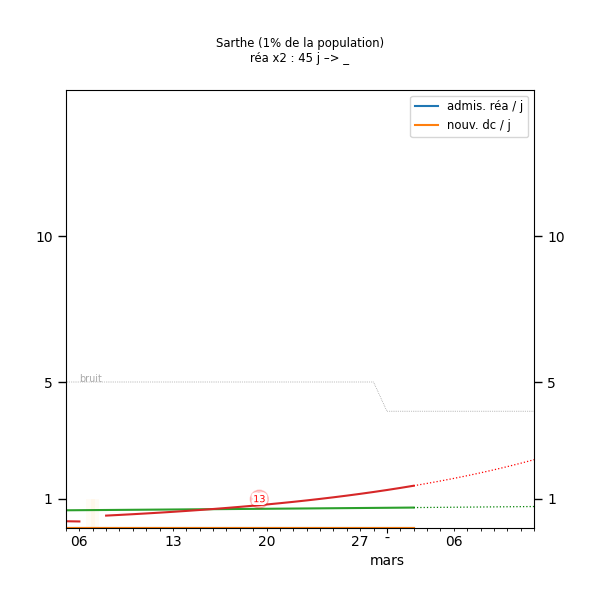 Sarthe (1% de la population)
réa x2 : 45 j –> _
admis. réa / j
nouv. dc / j
10 10
bruit
5 5
13
1 1
06 13 20 27 - 06
mars